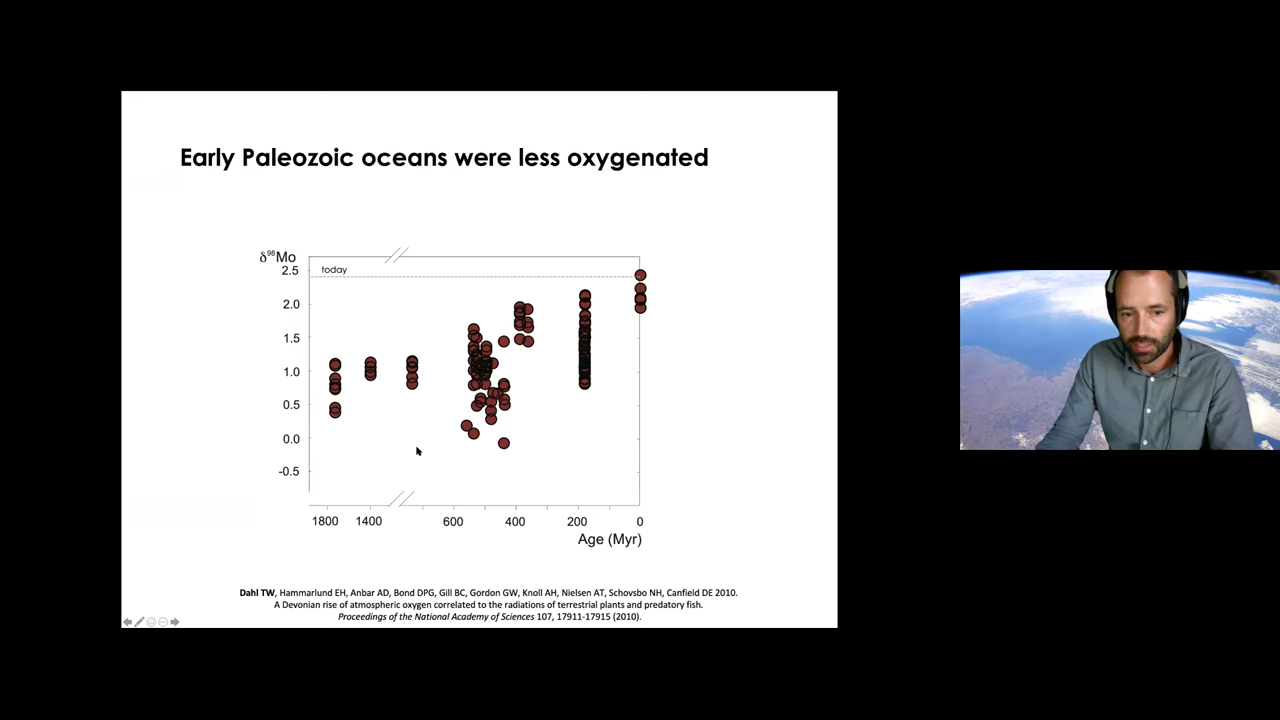 Early Paleozoic oceans were less oxygenated
δ⁹⁸Mo
today
2.5
2.0
1.5
1.0
0.5
0.0
-0.5
1800 1400 600 400 200 0
Age (Myr)
Dahl TW, Hammarlund EH, Anbar AD, Bond DPG, Gill BC, Gordon GW, Knoll AH, Nielsen AT, Schovsbo NH, Canfield DE 2010.
A Devonian rise of atmospheric oxygen correlated to the radiations of terrestrial plants and predatory fish.
Proceedings of the National Academy of Sciences 107, 17911-17915 (2010).